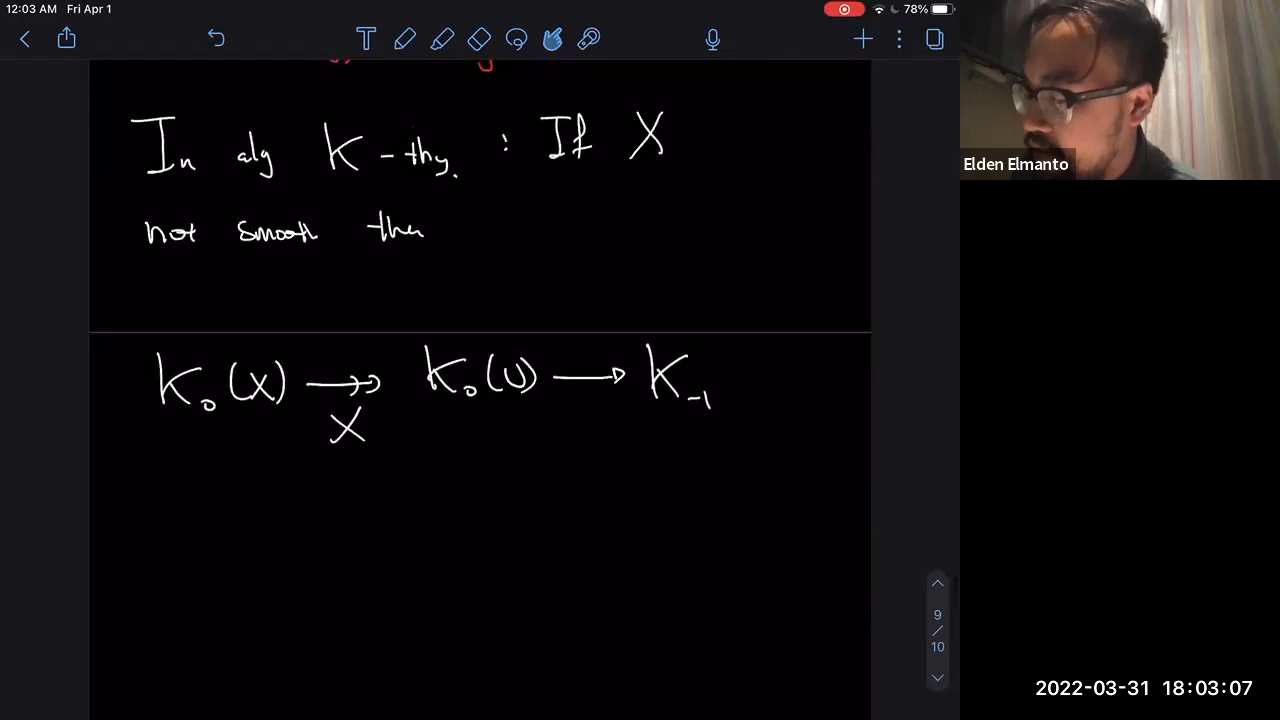 12:03 AM Fri Apr 1
78%
In alg K-thy. : If X
not smooth then
K₀(X) ↠ K₀(U) → K₋₁
X
Elden Elmanto
9
/
10
2022-03-31 18:03:07